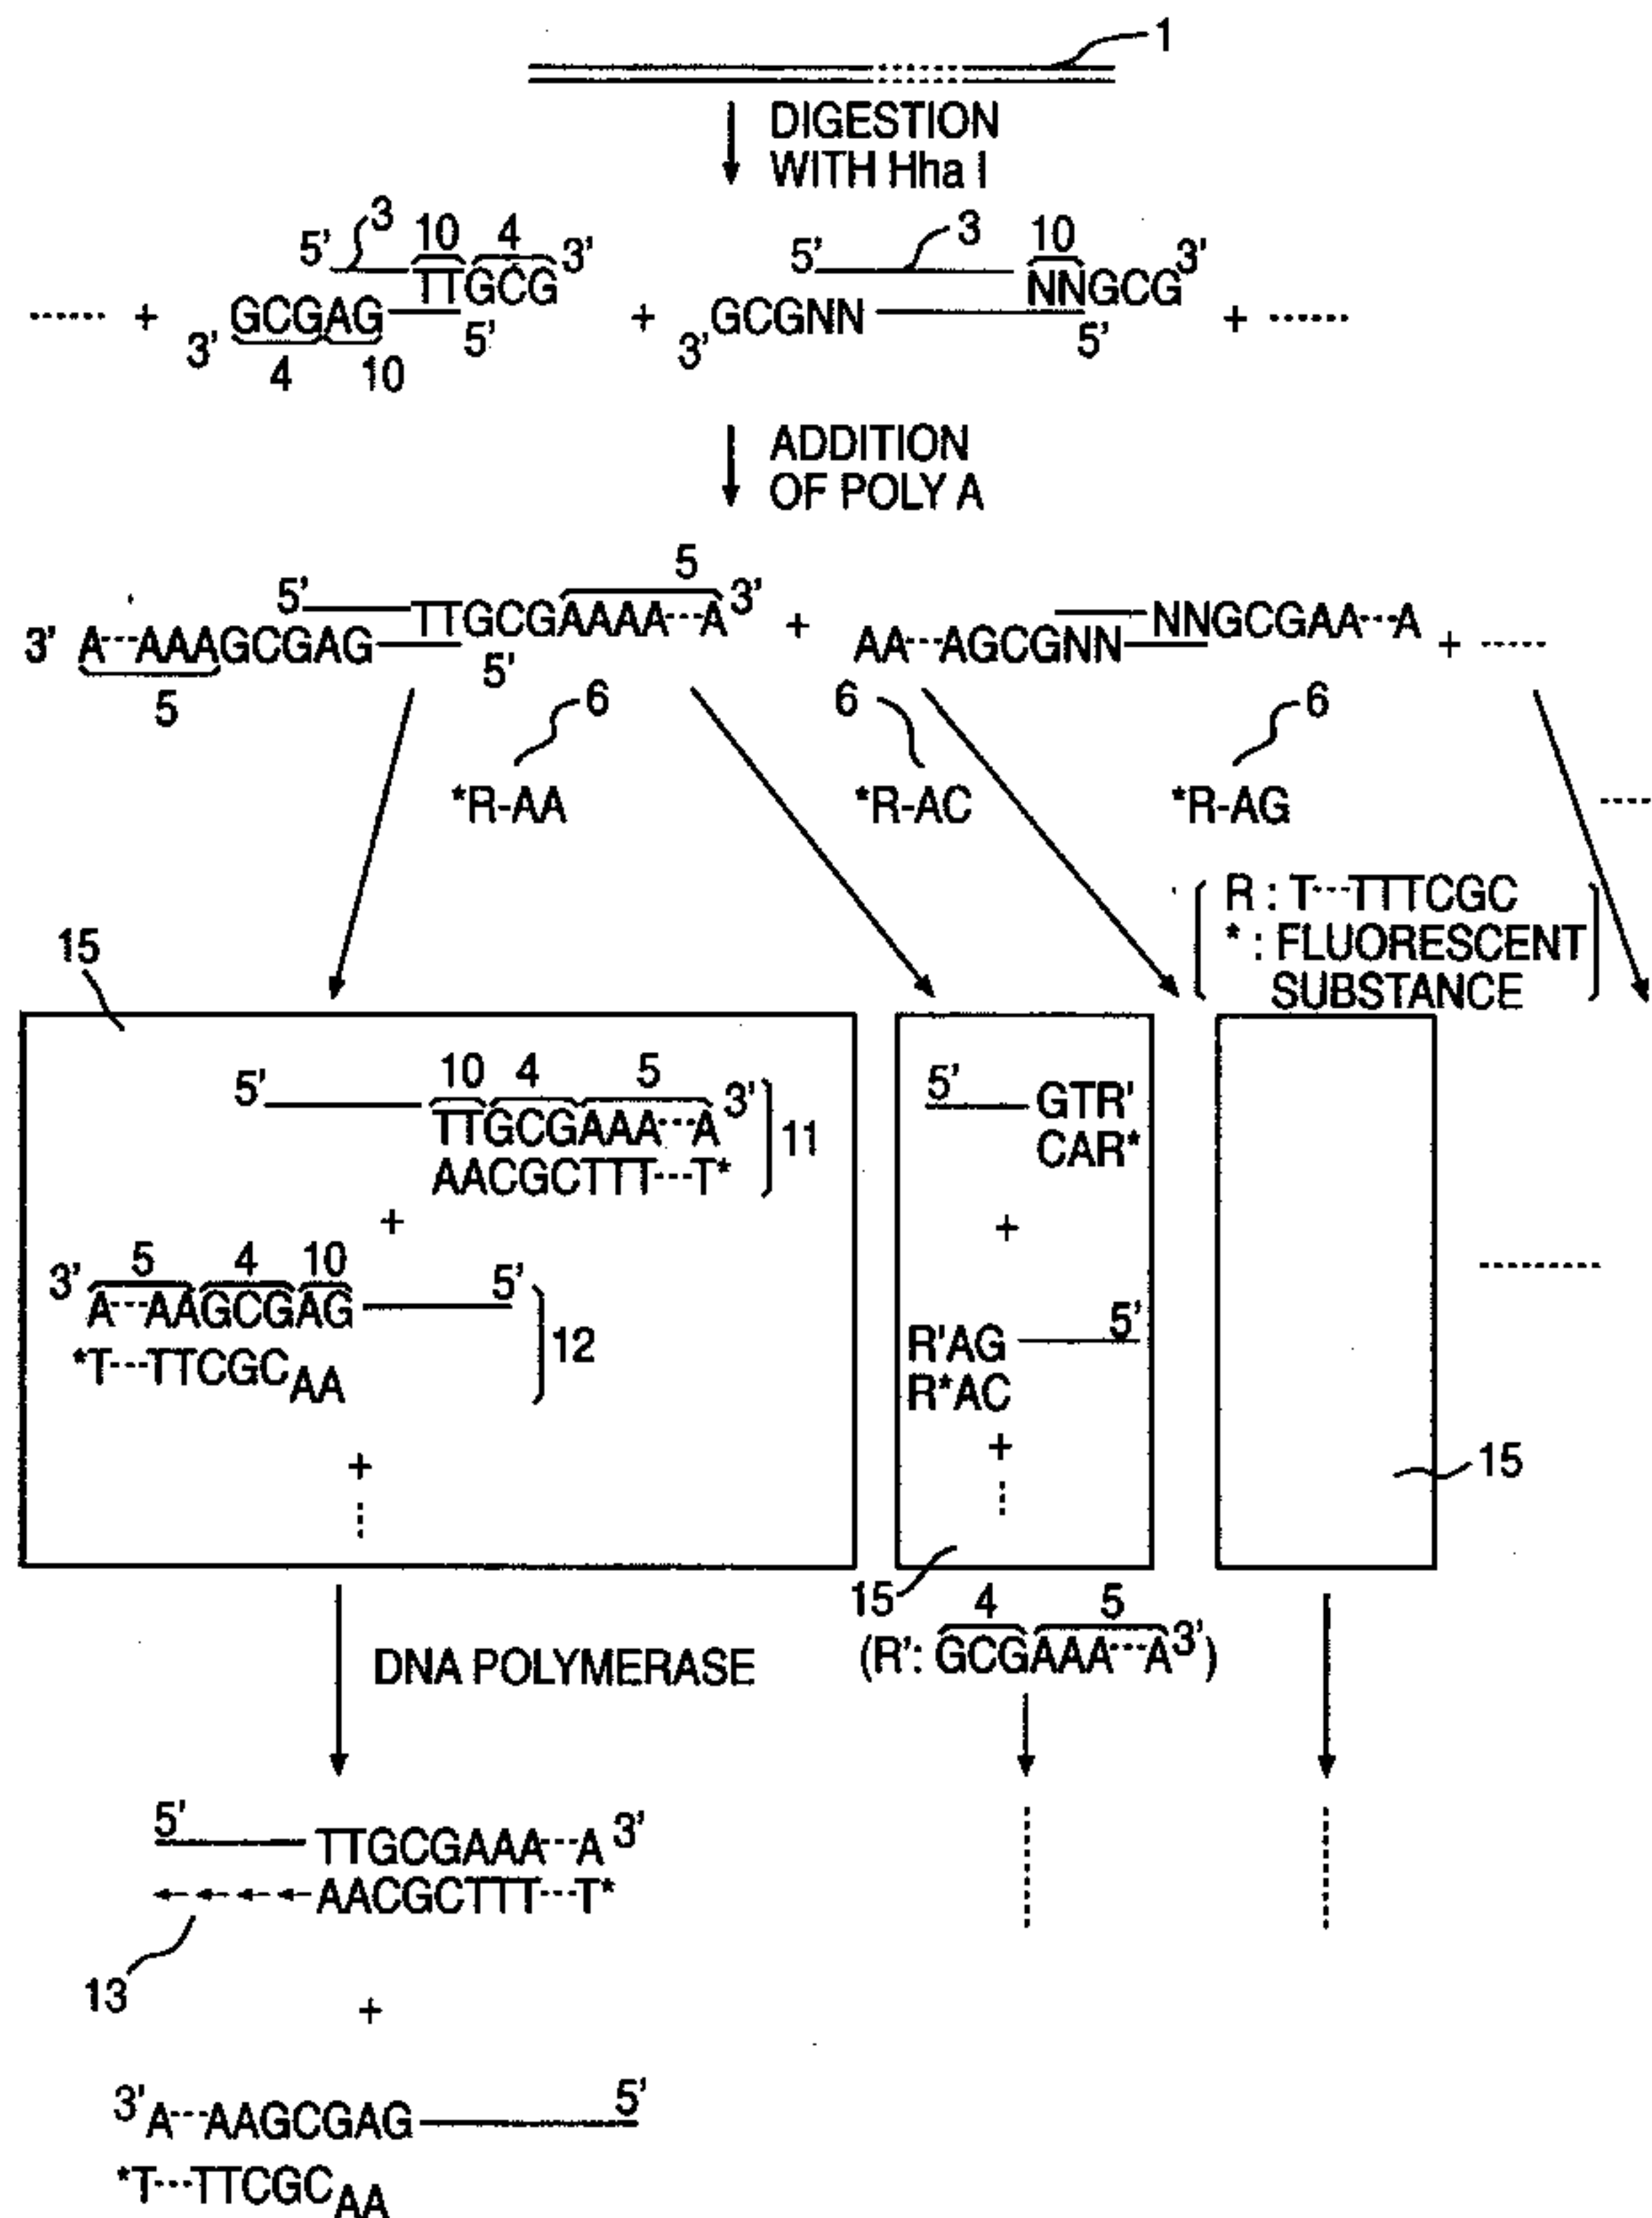 1
DIGESTION
WITH Hha I
5' 3 10 4 3' 5' 3 10 3'
TTGCG NNGCG
...... + GCGAG + GCGNN + ......
3' 5' 3' 5'
4 10
ADDITION
OF POLY A
5
5' TTGCGAAAA---A 3' + NNGCGAA---A
3' A---AAAGCGAG AA---AGCGNN + -----
5 5'
6 6 6
*R-AA *R-AC *R-AG ----
R : T---TTTCGC
* : FLUORESCENT
SUBSTANCE
15
5' 10 4 5 3'
TTGCGAAA---A
AACGCTTT---T*
11
+
3' 5 4 10 5'
A---AAGCGAG
*T---TTCGCAA
12
+
5'
GTR'
CAR*
+
5'
R'AG
R*AC
+
15
15
4 5
(R': GCGAAA---A3')
DNA POLYMERASE
5' TTGCGAAA---A 3'
AACGCTTT---T*
13
+
3' A---AAGCGAG 5'
*T---TTCGCAA